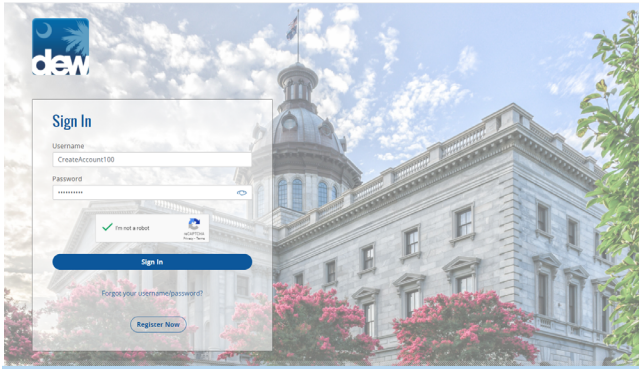 dew
Sign In
Username
CreateAccount100
Password
••••••••••
I'm not a robot
reCAPTCHA
Privacy - Terms
Sign In
Forgot your username/password?
Register Now